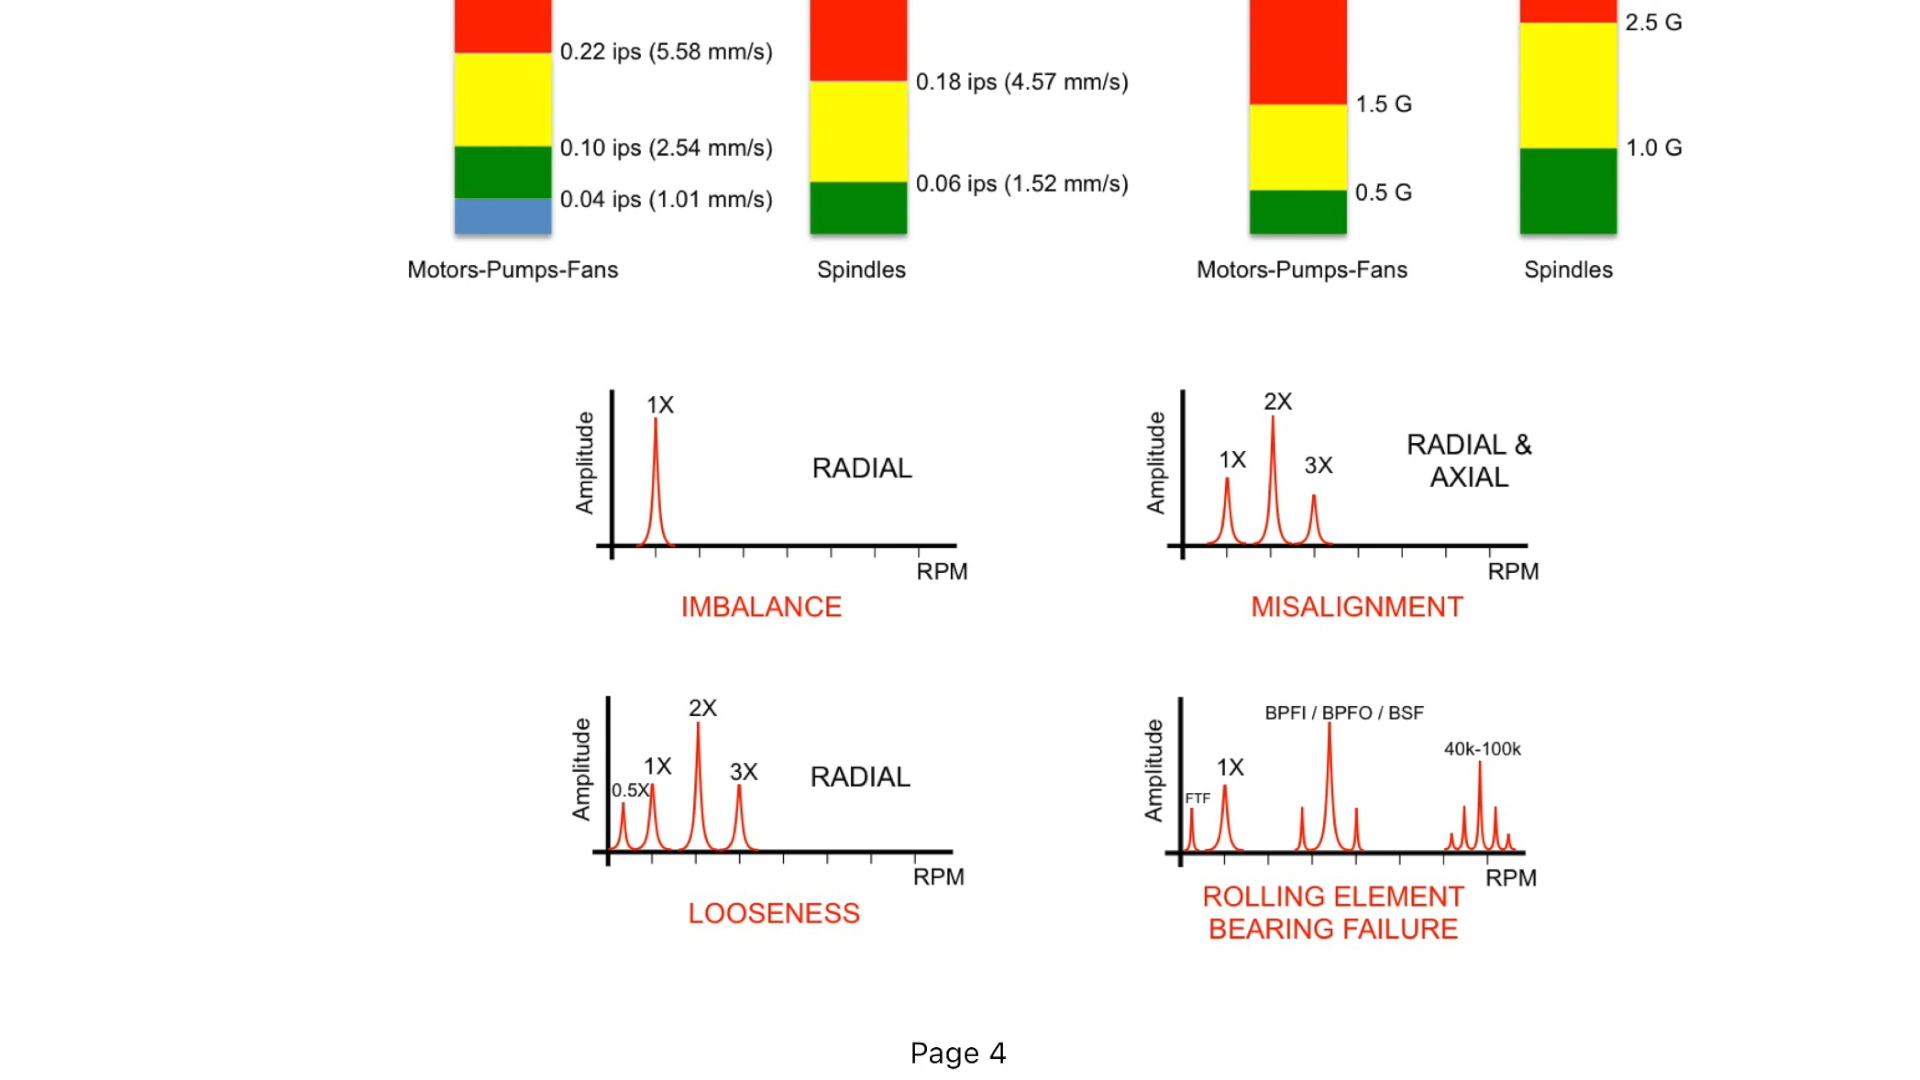 0.22 ips (5.58 mm/s)
0.10 ips (2.54 mm/s)
0.04 ips (1.01 mm/s)
Motors-Pumps-Fans
0.18 ips (4.57 mm/s)
0.06 ips (1.52 mm/s)
Spindles
1.5 G
0.5 G
Motors-Pumps-Fans
2.5 G
1.0 G
Spindles
Amplitude
1X
RADIAL
RPM
IMBALANCE
Amplitude
1X
2X
3X
RADIAL &
AXIAL
RPM
MISALIGNMENT
Amplitude
0.5X
1X
2X
3X
RADIAL
RPM
LOOSENESS
Amplitude
FTF
1X
BPFI / BPFO / BSF
40k-100k
RPM
ROLLING ELEMENT
BEARING FAILURE
Page 4